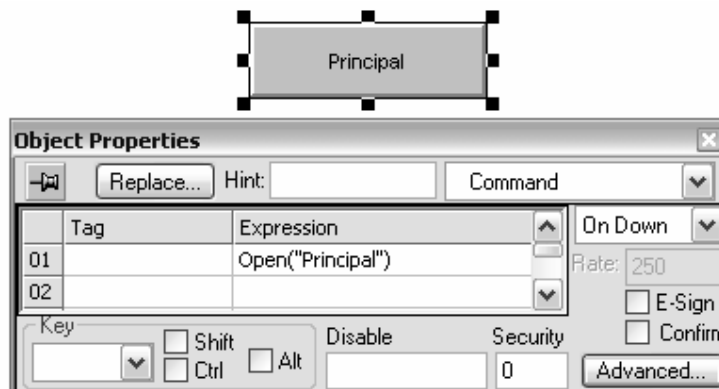 Principal
Object Properties
Replace... Hint: Command
Tag Expression On Down
01 Open("Principal") Rate: 250
02 E-Sign
Key Shift Ctrl Alt Disable Security 0 Confirm
Advanced...